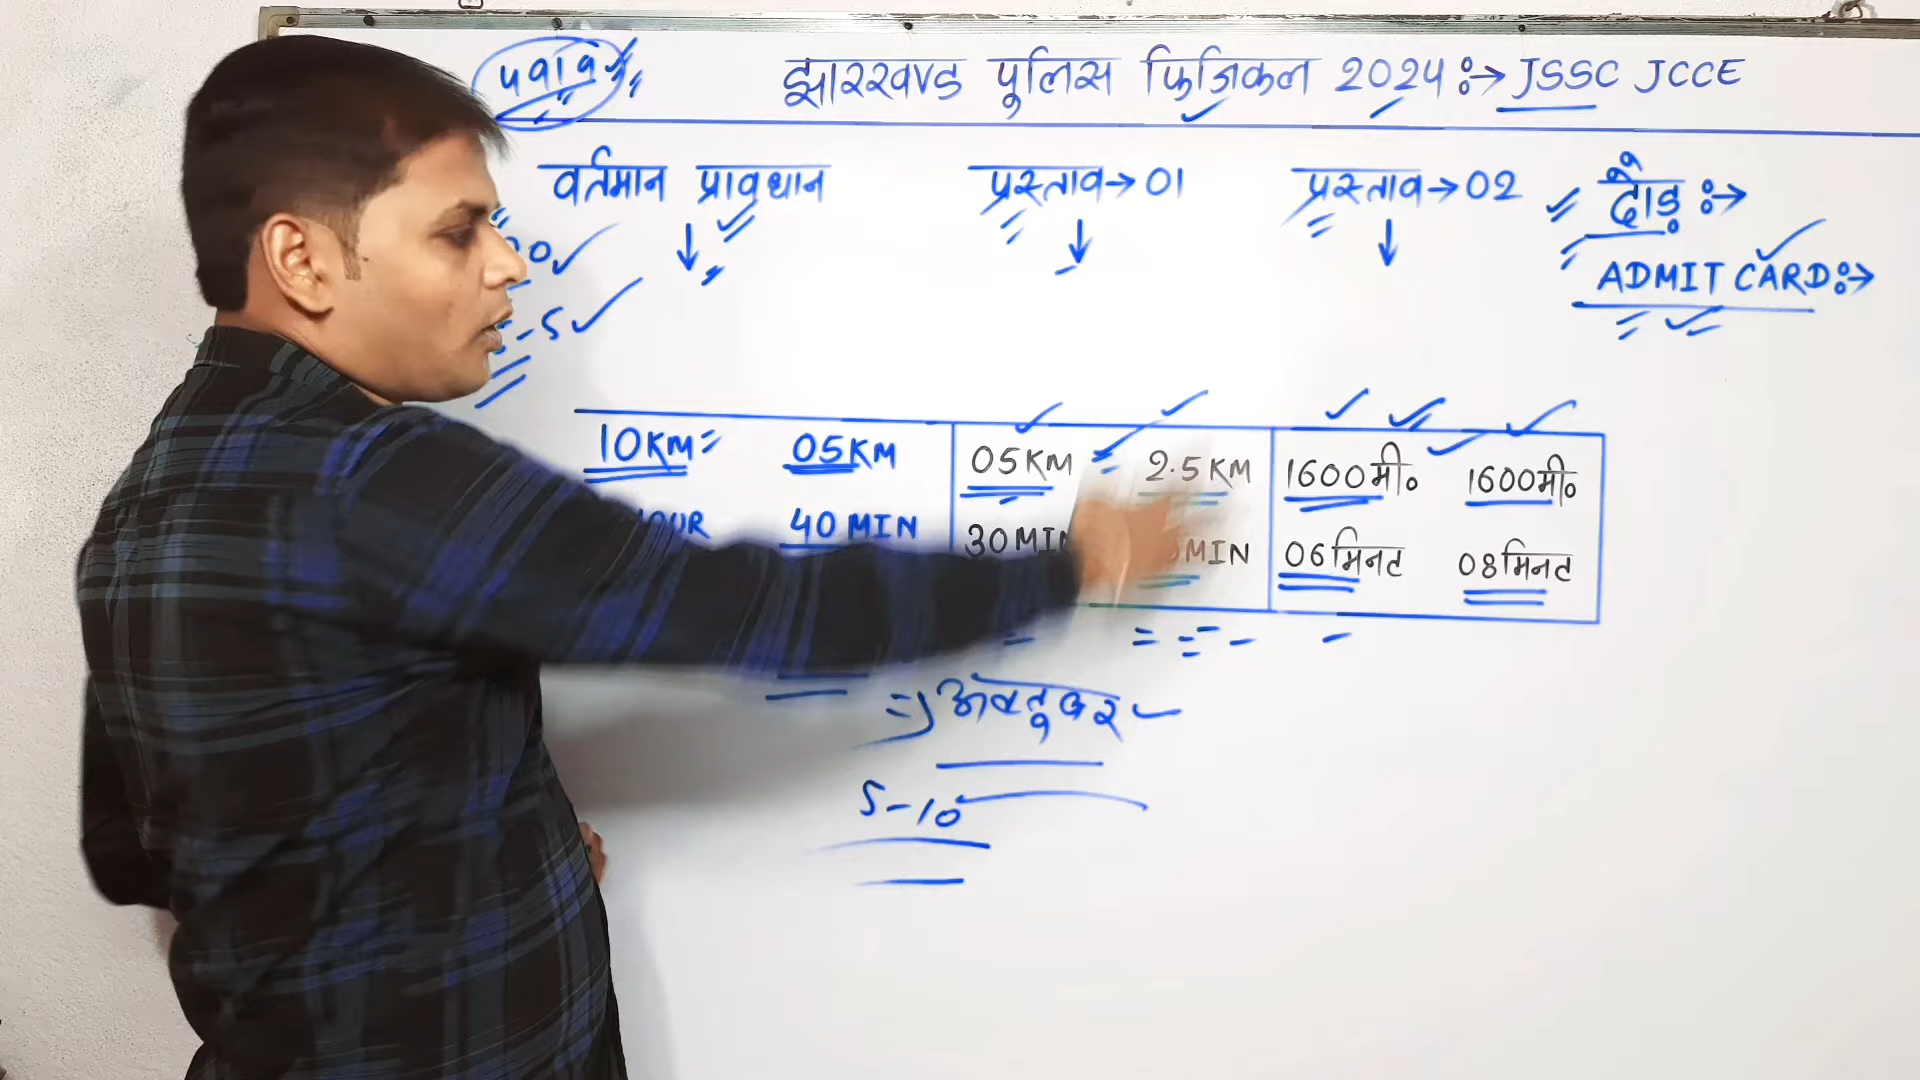 झारखण्ड पुलिस फिजिकल 2024 :→ JSSC JCCE
वर्तमान प्रावधान प्रस्ताव→01 प्रस्ताव→02 दौड़ :→
ADMIT CARD :→
10KM= 05KM 05KM 2.5KM 1600मी० 1600मी०
40 MIN 30MIN MIN 06मिनट 08मिनट
=) अक्टूबर
5-10